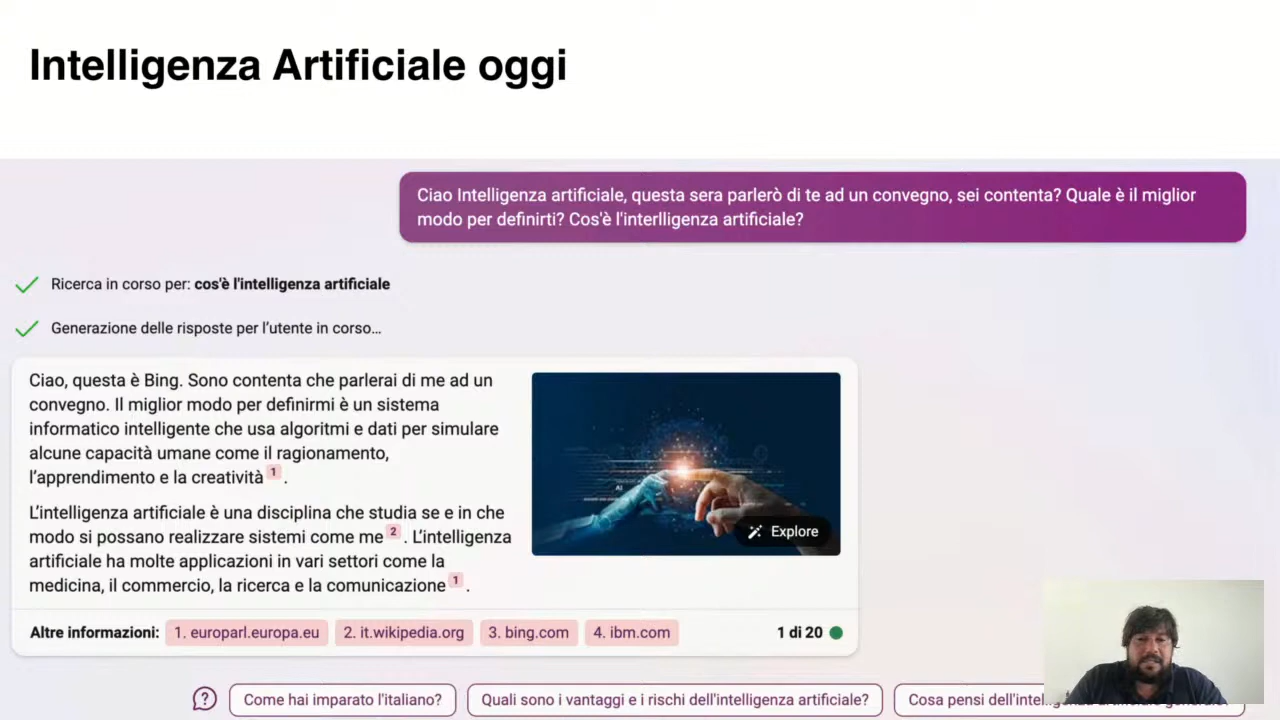 Intelligenza Artificiale oggi
Ciao Intelligenza artificiale, questa sera parlerò di te ad un convegno, sei contenta? Quale è il miglior
modo per definirti? Cos'è l'interlligenza artificiale?
Ricerca in corso per: cos'è l'intelligenza artificiale
Generazione delle risposte per l'utente in corso...
Ciao, questa è Bing. Sono contenta che parlerai di me ad un
convegno. Il miglior modo per definirmi è un sistema
informatico intelligente che usa algoritmi e dati per simulare
alcune capacità umane come il ragionamento,
l'apprendimento e la creatività 1 .
L'intelligenza artificiale è una disciplina che studia se e in che
modo si possano realizzare sistemi come me 2 . L'intelligenza
artificiale ha molte applicazioni in vari settori come la
medicina, il commercio, la ricerca e la comunicazione 1 .
AI
Explore
Altre informazioni: 1. europarl.europa.eu 2. it.wikipedia.org 3. bing.com 4. ibm.com 1 di 20
Come hai imparato l'italiano? Quali sono i vantaggi e i rischi dell'intelligenza artificiale? Cosa pensi